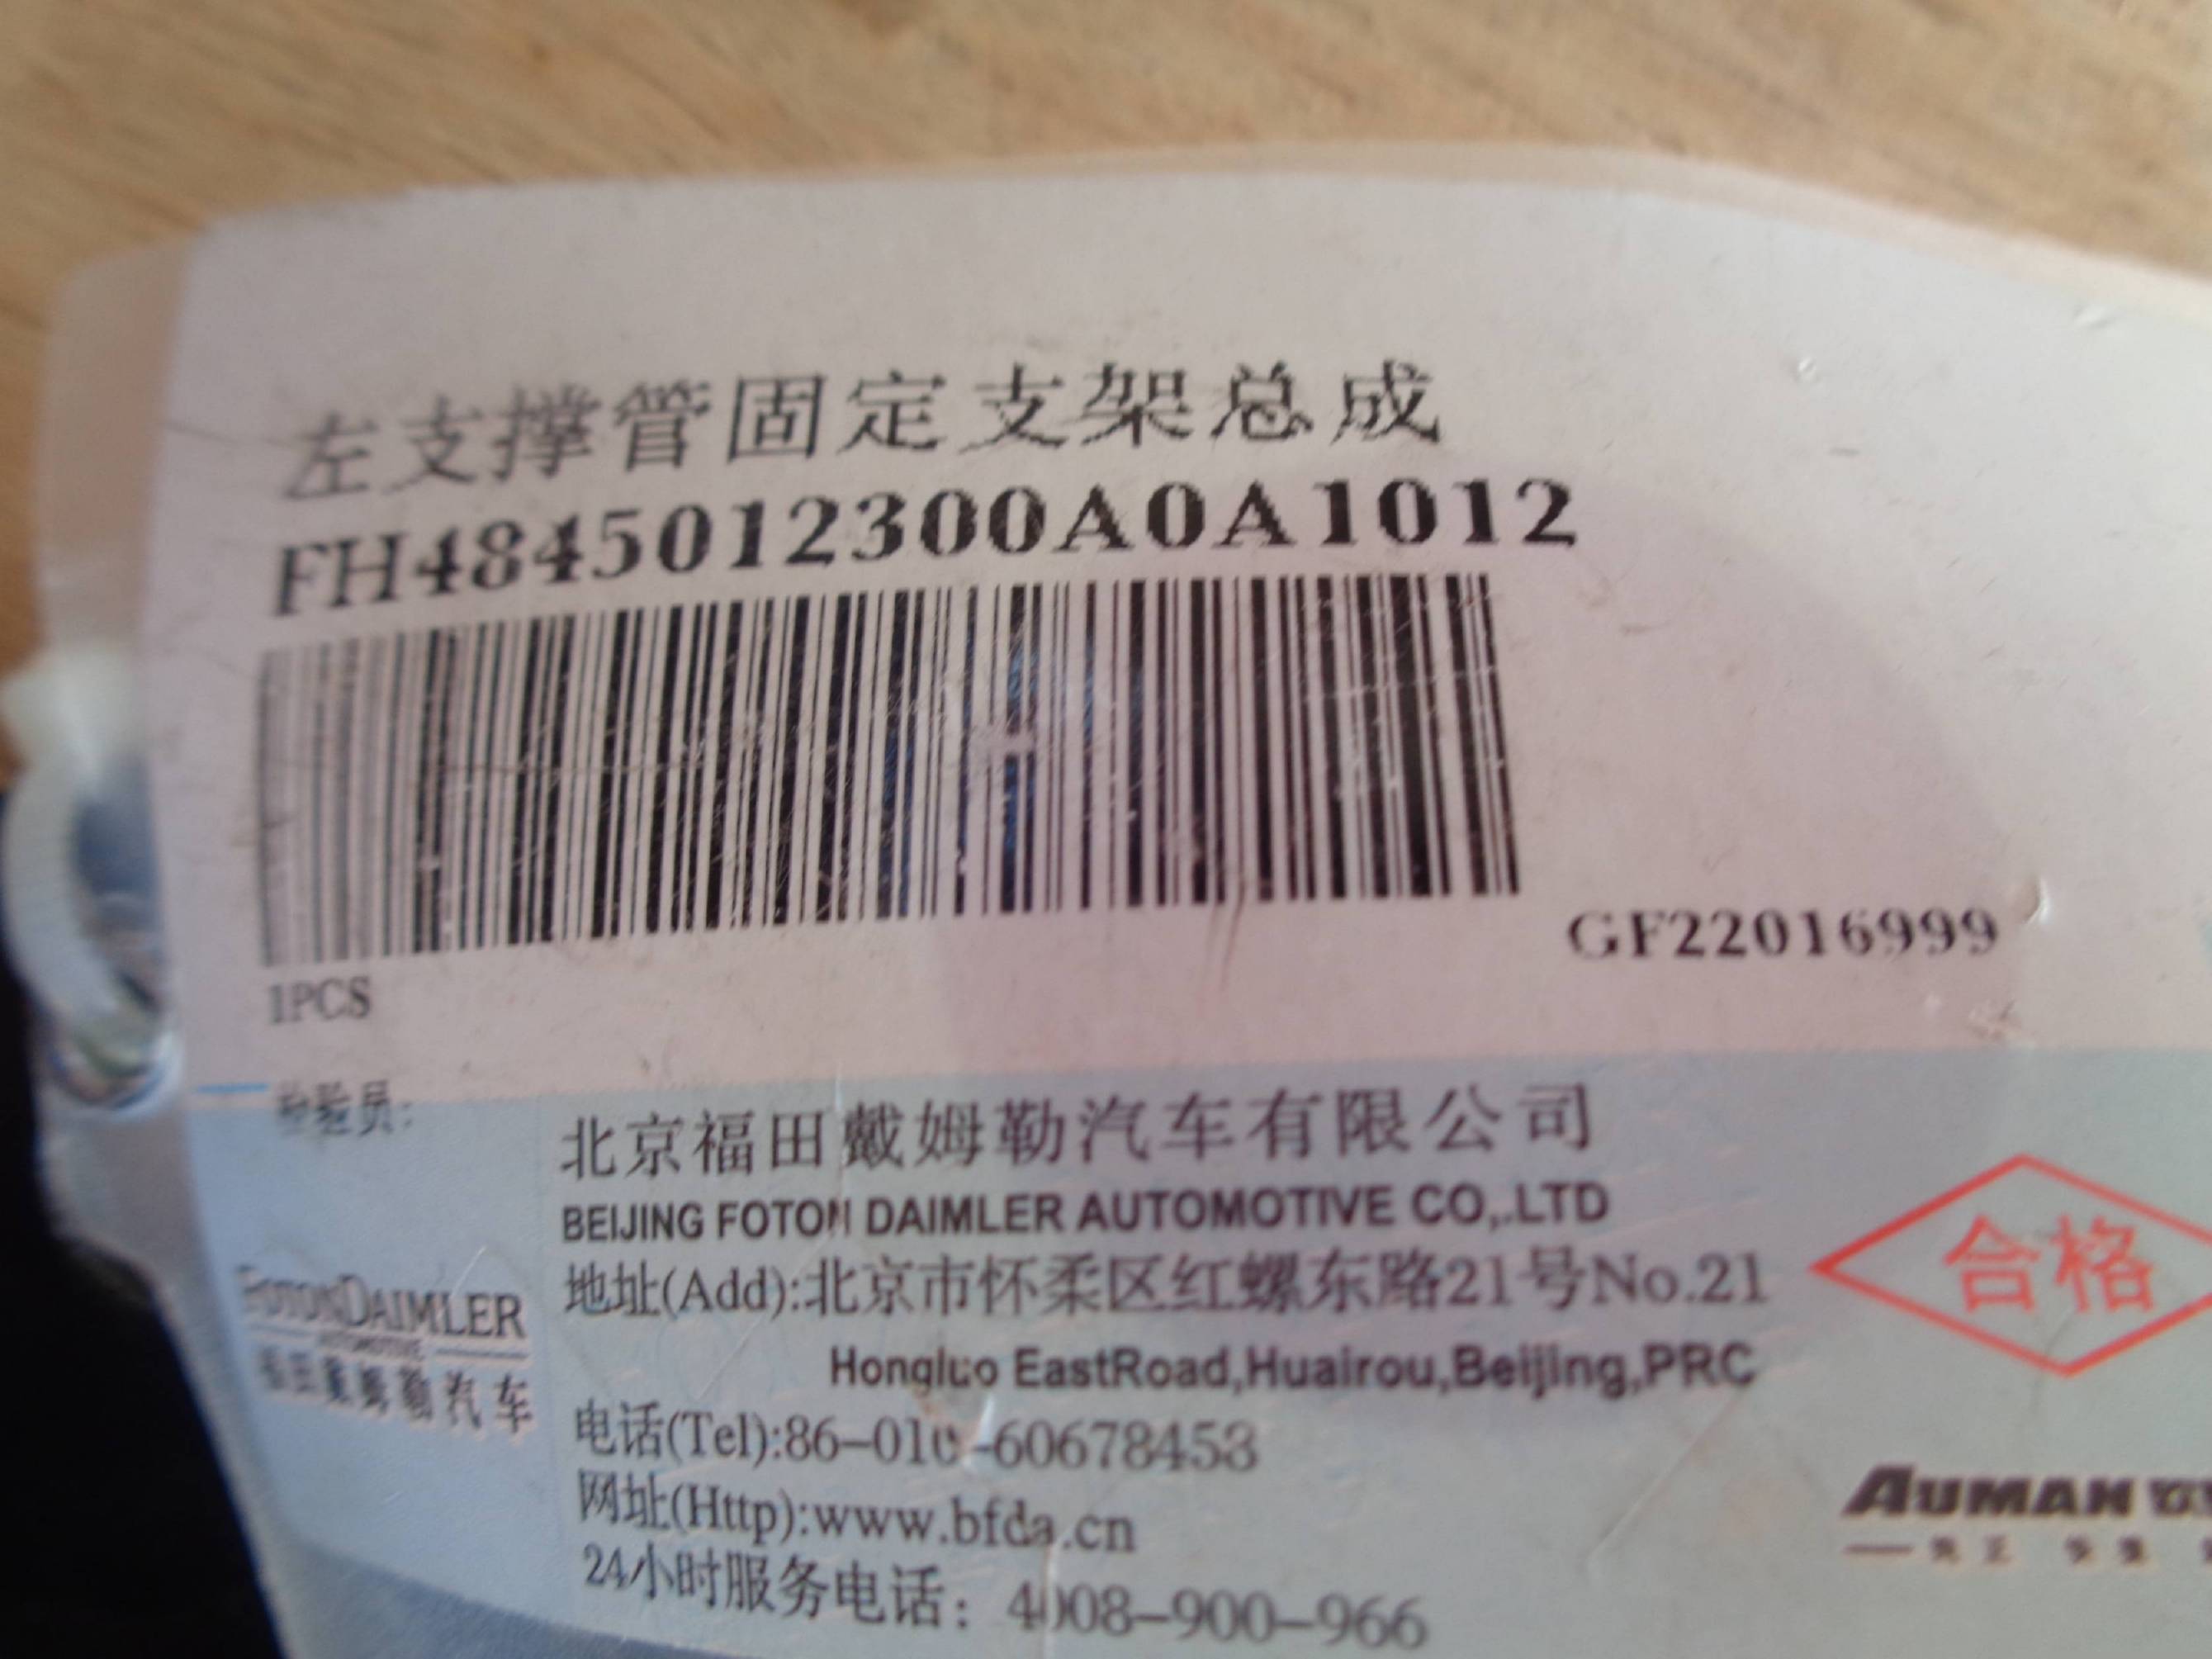 左支撑管固定支架总成
FH4845012300A0A1012
GF22016999
1PCS
检验员:
北京福田戴姆勒汽车有限公司
BEIJING FOTON DAIMLER AUTOMOTIVE CO,.LTD
地址(Add):北京市怀柔区红螺东路21号No.21
Hongluo EastRoad,Huairou,Beijing,PRC
电话(Tel):86-010-60678453
网址(Http):www.bfda.cn
24小时服务电话: 4008-900-966
FOTONDAIMLER
AUTOMOTIVE
福田戴姆勒汽车
合格
AUMAN